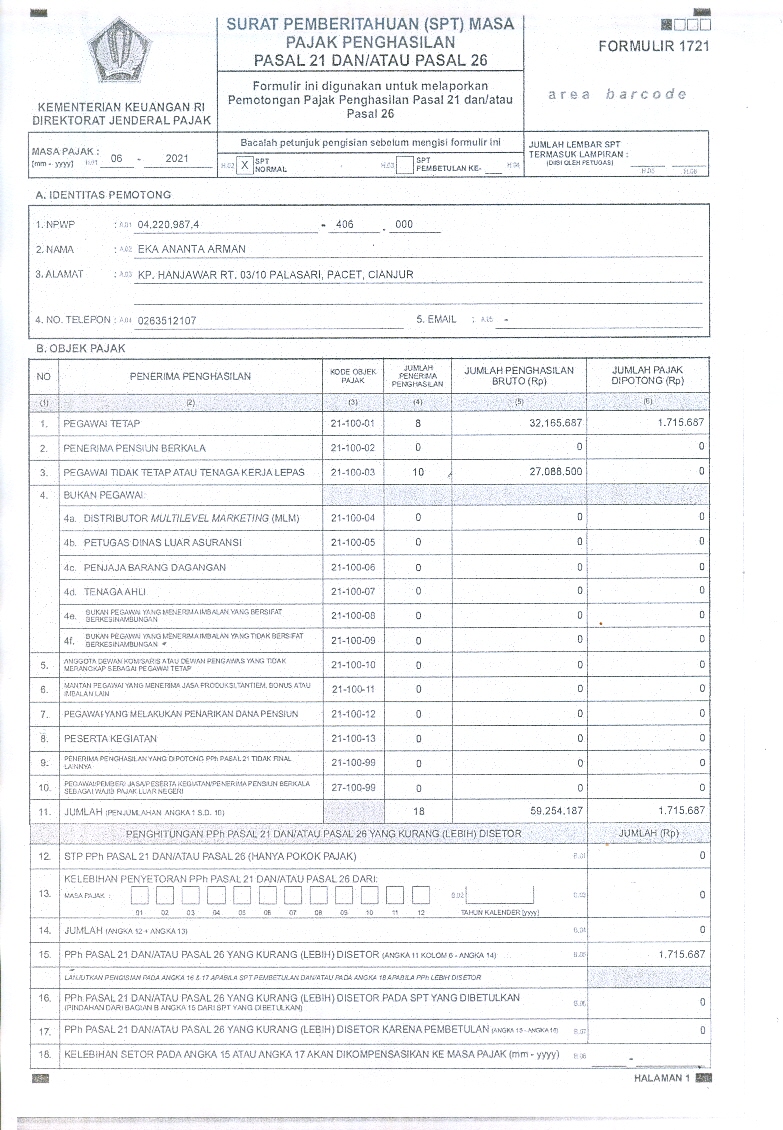 SURAT PEMBERITAHUAN (SPT) MASA
PAJAK PENGHASILAN
PASAL 21 DAN/ATAU PASAL 26
FORMULIR 1721
Formulir ini digunakan untuk melaporkan
Pemotongan Pajak Penghasilan Pasal 21 dan/atau
Pasal 26
area barcode
KEMENTERIAN KEUANGAN RI
DIREKTORAT JENDERAL PAJAK
Bacalah petunjuk pengisian sebelum mengisi formulir ini
MASA PAJAK :
[mm - yyyy] H.01 06 - 2021
H.02 X SPT NORMAL
H.03 SPT PEMBETULAN KE- H.04
JUMLAH LEMBAR SPT
TERMASUK LAMPIRAN :
(DIISI OLEH PETUGAS) H.05 H.06
A. IDENTITAS PEMOTONG
1. NPWP : A.01 04,220,987,4 - 406 . 000
2. NAMA : A.02 EKA ANANTA ARMAN
3. ALAMAT : A.03 KP. HANJAWAR RT. 03/10 PALASARI, PACET, CIANJUR
4. NO. TELEPON : A.04 0263512107 5. EMAIL : A.05 -
B. OBJEK PAJAK
NO PENERIMA PENGHASILAN KODE OBJEK PAJAK JUMLAH PENERIMA PENGHASILAN JUMLAH PENGHASILAN BRUTO (Rp) JUMLAH PAJAK DIPOTONG (Rp)
(1) (2) (3) (4) (5) (6)
1. PEGAWAI TETAP 21-100-01 8 32,165,687 1.715.687
2. PENERIMA PENSIUN BERKALA 21-100-02 0 0 0
3. PEGAWAI TIDAK TETAP ATAU TENAGA KERJA LEPAS 21-100-03 10 27,088,500 0
4. BUKAN PEGAWAI:
4a. DISTRIBUTOR MULTILEVEL MARKETING (MLM) 21-100-04 0 0 0
4b. PETUGAS DINAS LUAR ASURANSI 21-100-05 0 0 0
4c. PENJAJA BARANG DAGANGAN 21-100-06 0 0 0
4d. TENAGA AHLI 21-100-07 0 0 0
4e. BUKAN PEGAWAI YANG MENERIMA IMBALAN YANG BERSIFAT BERKESINAMBUNGAN 21-100-08 0 0 0
4f. BUKAN PEGAWAI YANG MENERIMA IMBALAN YANG TIDAK BERSIFAT BERKESINAMBUNGAN 21-100-09 0 0 0
5. ANGGOTA DEWAN KOMISARIS ATAU DEWAN PENGAWAS YANG TIDAK MERANGKAP SEBAGAI PEGAWAI TETAP 21-100-10 0 0 0
6. MANTAN PEGAWAI YANG MENERIMA JASA PRODUKSI, TANTIEM, BONUS ATAU IMBALAN LAIN 21-100-11 0 0 0
7. PEGAWAI YANG MELAKUKAN PENARIKAN DANA PENSIUN 21-100-12 0 0 0
8. PESERTA KEGIATAN 21-100-13 0 0 0
9. PENERIMA PENGHASILAN YANG DIPOTONG PPh PASAL 21 TIDAK FINAL LAINNYA 21-100-99 0 0 0
10. PEGAWAI/PEMBERI JASA/PESERTA KEGIATAN/PENERIMA PENSIUN BERKALA SEBAGAI WAJIB PAJAK LUAR NEGERI 27-100-99 0 0 0
11. JUMLAH (PENJUMLAHAN ANGKA 1 S.D. 10) 18 59,254,187 1.715.687
PENGHITUNGAN PPh PASAL 21 DAN/ATAU PASAL 26 YANG KURANG (LEBIH) DISETOR JUMLAH (Rp)
12. STP PPh PASAL 21 DAN/ATAU PASAL 26 (HANYA POKOK PAJAK) B.01 0
13. KELEBIHAN PENYETORAN PPh PASAL 21 DAN/ATAU PASAL 26 DARI:
MASA PAJAK : B.02 B.03 0
01 02 03 04 05 06 07 08 09 10 11 12 TAHUN KALENDER [yyyy]
14. JUMLAH (ANGKA 12 + ANGKA 13) B.04 0
15. PPh PASAL 21 DAN/ATAU PASAL 26 YANG KURANG (LEBIH) DISETOR (ANGKA 11 KOLOM 6 - ANGKA 14) B.05 1.715.687
LANJUTKAN PENGISIAN PADA ANGKA 16 & 17 APABILA SPT PEMBETULAN DAN/ATAU PADA ANGKA 18 APABILA PPh LEBIH DISETOR
16. PPh PASAL 21 DAN/ATAU PASAL 26 YANG KURANG (LEBIH) DISETOR PADA SPT YANG DIBETULKAN
(PINDAHAN DARI BAGIAN B ANGKA 15 DARI SPT YANG DIBETULKAN) B.06 0
17. PPh PASAL 21 DAN/ATAU PASAL 26 YANG KURANG (LEBIH) DISETOR KARENA PEMBETULAN (ANGKA 15 - ANGKA 16) B.07 0
18. KELEBIHAN SETOR PADA ANGKA 15 ATAU ANGKA 17 AKAN DIKOMPENSASIKAN KE MASA PAJAK (mm - yyyy) B.08 -
HALAMAN 1